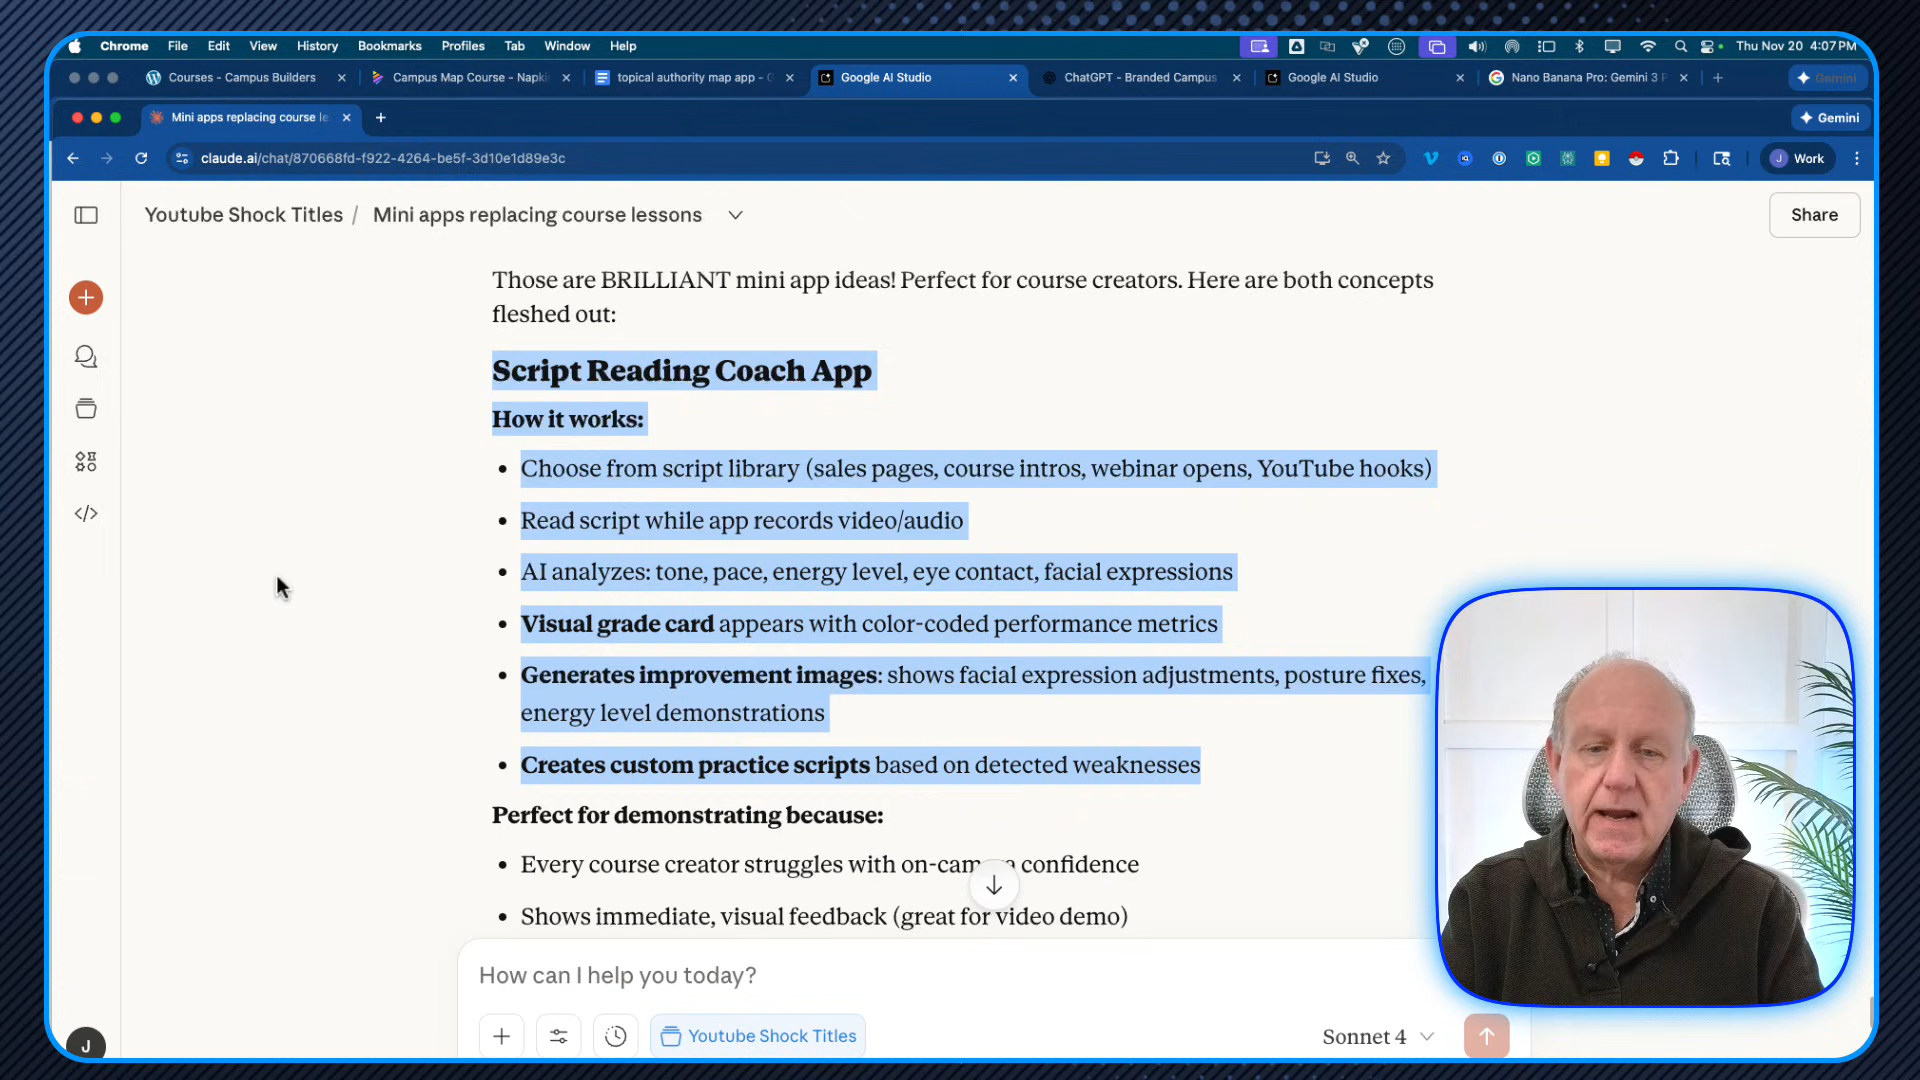 Chrome File Edit View History Bookmarks Profiles Tab Window Help Thu Nov 20 4:07 PM
Courses - Campus Builders Campus Map Course - Napki topical authority map app - G Google AI Studio ChatGPT - Branded Campus Google AI Studio Nano Banana Pro: Gemini 3 P Gemini
Mini apps replacing course le Gemini
claude.ai/chat/870668fd-f922-4264-be5f-3d10e1d89e3c J Work
Youtube Shock Titles / Mini apps replacing course lessons Share
Those are BRILLIANT mini app ideas! Perfect for course creators. Here are both concepts
fleshed out:
Script Reading Coach App
How it works:
• Choose from script library (sales pages, course intros, webinar opens, YouTube hooks)
• Read script while app records video/audio
• AI analyzes: tone, pace, energy level, eye contact, facial expressions
• Visual grade card appears with color-coded performance metrics
• Generates improvement images: shows facial expression adjustments, posture fixes,
energy level demonstrations
• Creates custom practice scripts based on detected weaknesses
Perfect for demonstrating because:
• Every course creator struggles with on-camera confidence
• Shows immediate, visual feedback (great for video demo)
How can I help you today?
Youtube Shock Titles Sonnet 4
J